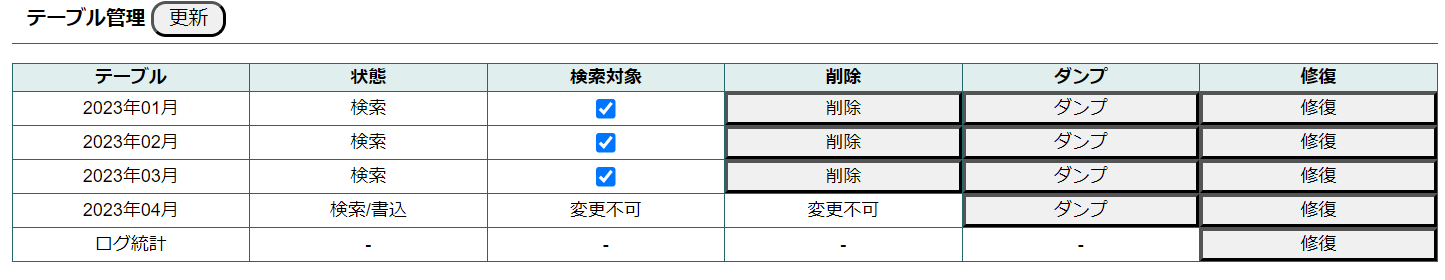 テーブル管理 更新
テーブル 状態 検索対象 削除 ダンプ 修復
2023年01月 検索 削除 ダンプ 修復
2023年02月 検索 削除 ダンプ 修復
2023年03月 検索 削除 ダンプ 修復
2023年04月 検索/書込 変更不可 変更不可 ダンプ 修復
ログ統計 - - - - 修復